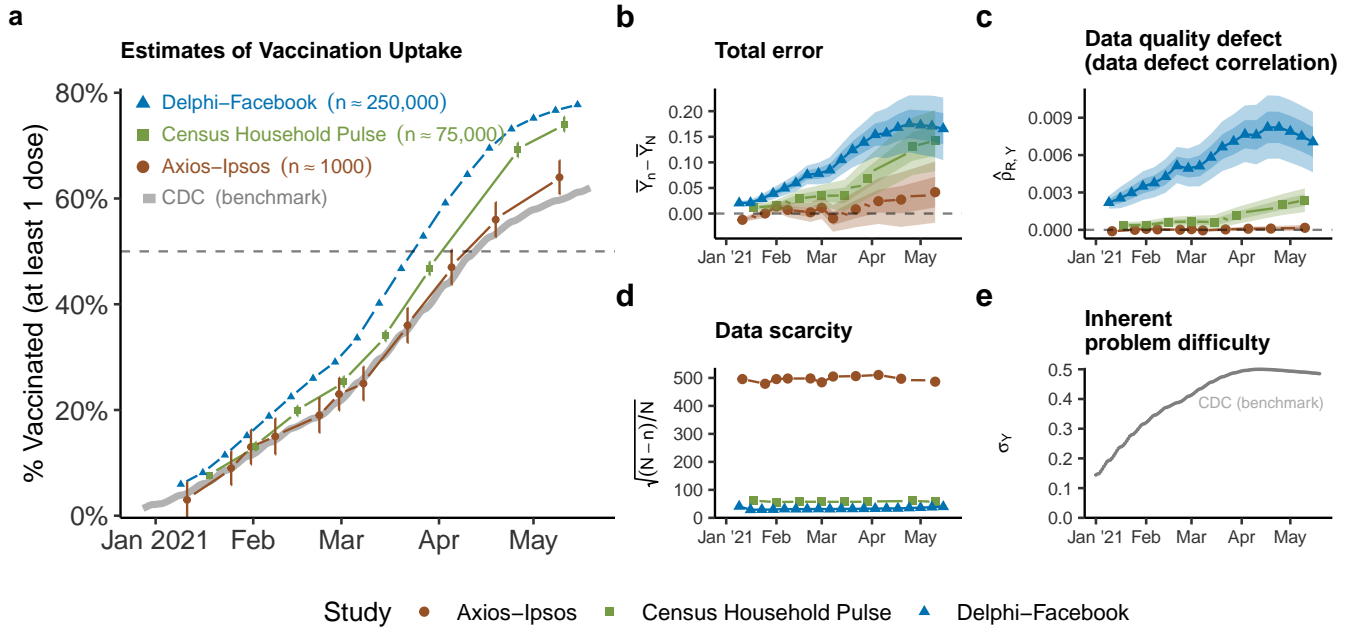 a
Estimates of Vaccination Uptake
% Vaccinated (at least 1 dose)
80%
60%
40%
20%
0%
Delphi−Facebook (n ≈ 250,000)
Census Household Pulse (n ≈ 75,000)
Axios−Ipsos (n ≈ 1000)
CDC (benchmark)
Jan 2021 Feb Mar Apr May
b
Total error
Y̅n − Y̅N
0.20
0.15
0.10
0.05
0.00
Jan '21 Feb Mar Apr May
c
Data quality defect
(data defect correlation)
ρ̂R, Y
0.009
0.006
0.003
0.000
Jan '21 Feb Mar Apr May
d
Data scarcity
√(N − n)/N
500
400
300
200
100
0
Jan '21 Feb Mar Apr May
e
Inherent
problem difficulty
σY
0.5
0.4
0.3
0.2
0.1
0.0
CDC (benchmark)
Jan '21 Feb Mar Apr May
Study Axios−Ipsos Census Household Pulse Delphi−Facebook